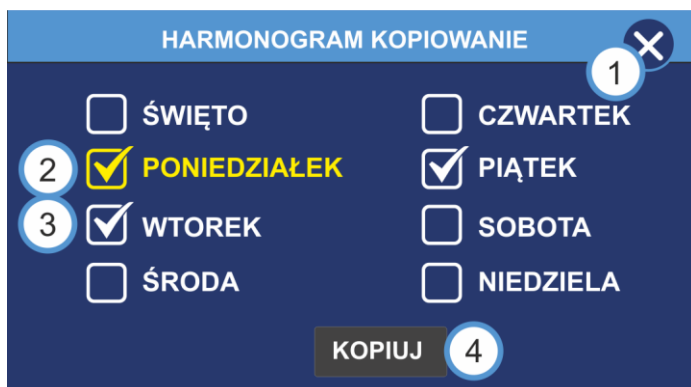 HARMONOGRAM KOPIOWANIE
1
ŚWIĘTO
CZWARTEK
2
PONIEDZIAŁEK
PIĄTEK
3
WTOREK
SOBOTA
ŚRODA
NIEDZIELA
KOPIUJ
4